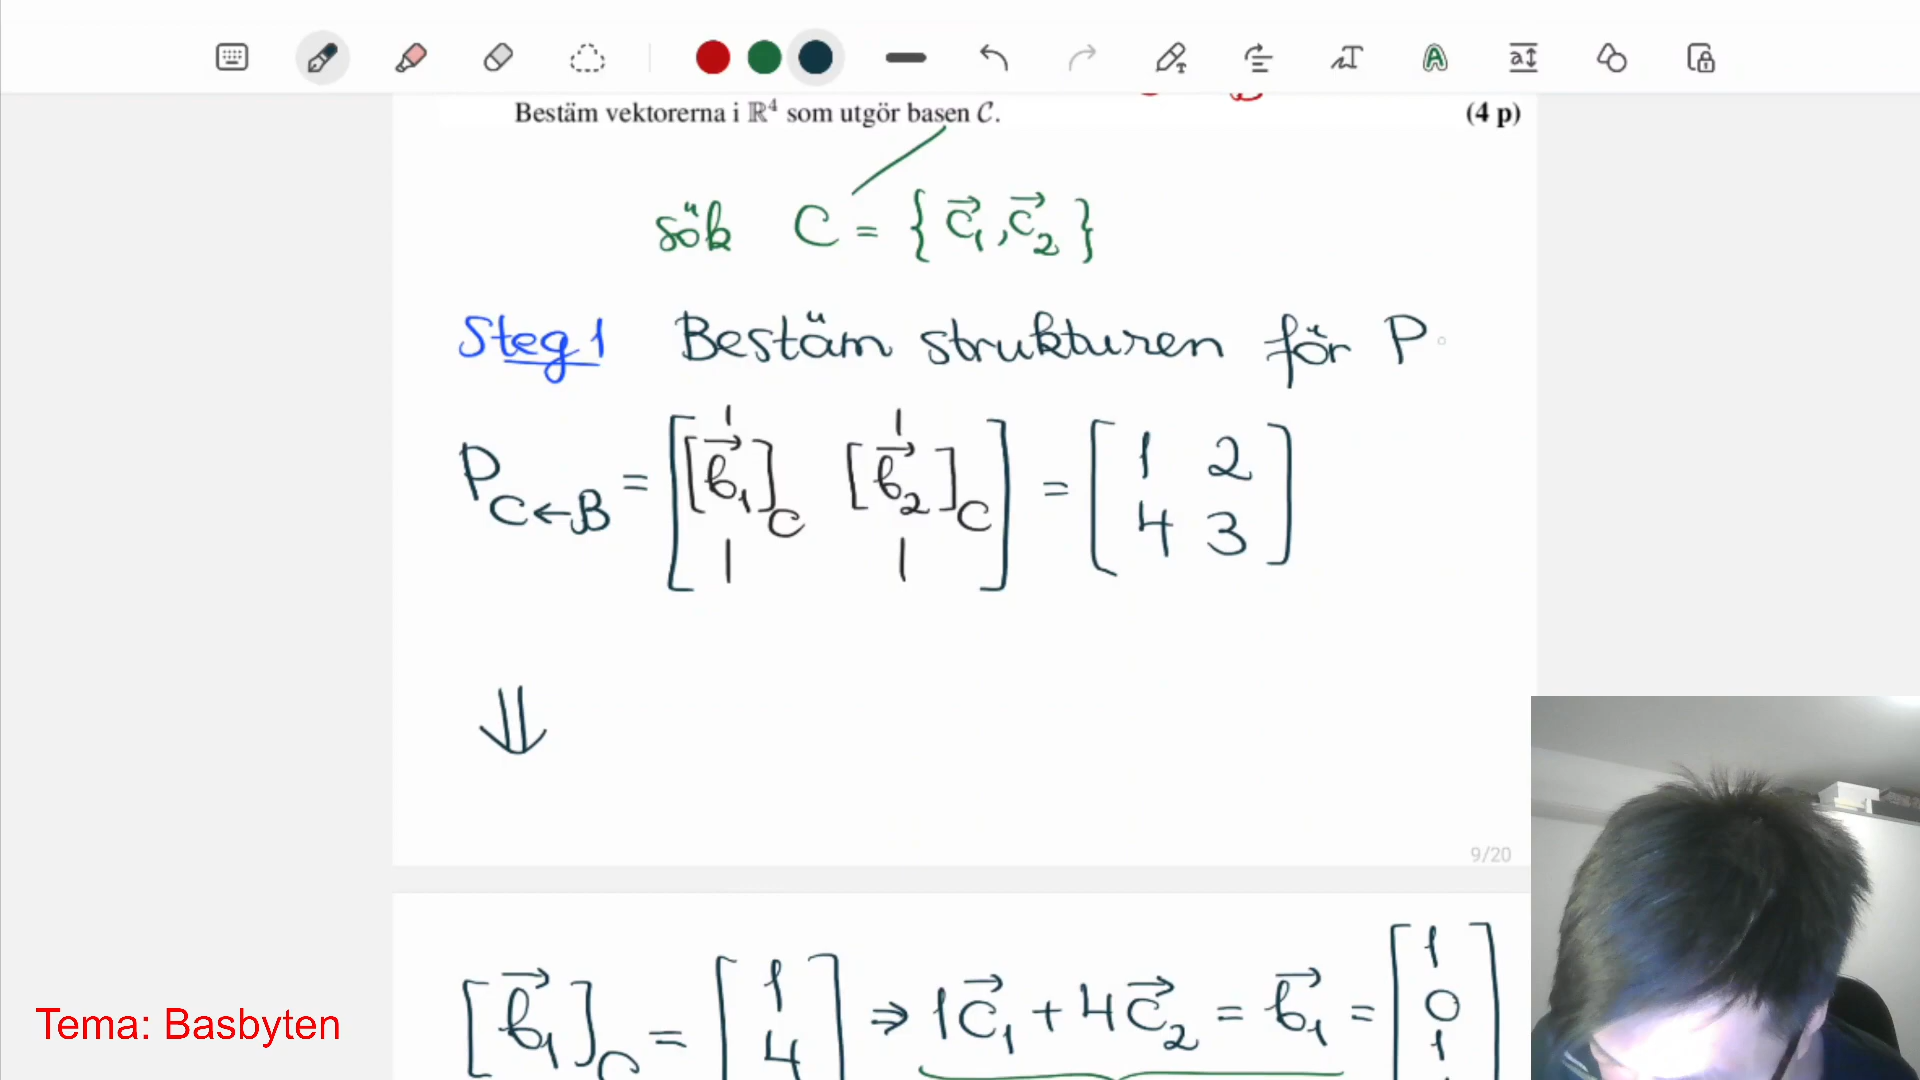 Bestäm vektorerna i ℝ⁴ som utgör basen 𝒞. (4 p)
sök C = { c⃗₁, c⃗₂ }
Steg 1 Bestäm strukturen för P
P_{C←B} = [ [b⃗₁]_C [b⃗₂]_C ] = [ 1 2
4 3 ]
⇓
9/20
[b⃗₁]_C = [ 1 4 ] ⇒ 1c⃗₁ + 4c⃗₂ = b⃗₁ = [ 1 0 1
Tema: Basbyten